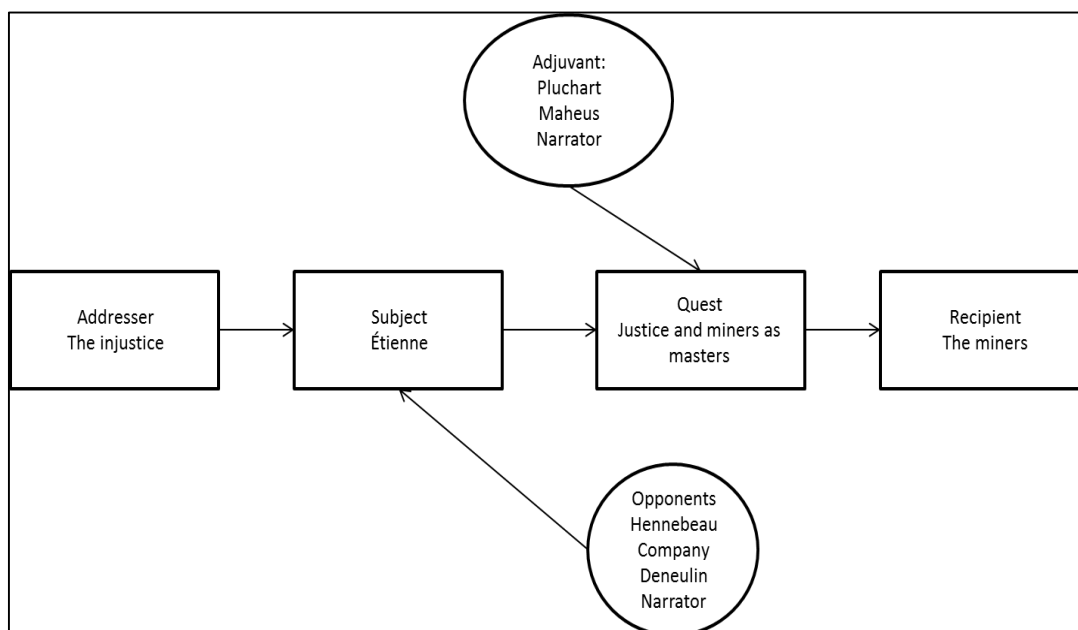 Adjuvant:
Pluchart
Maheus
Narrator
Addresser
The injustice
Subject
Étienne
Quest
Justice and miners as
masters
Recipient
The miners
Opponents
Hennebeau
Company
Deneulin
Narrator